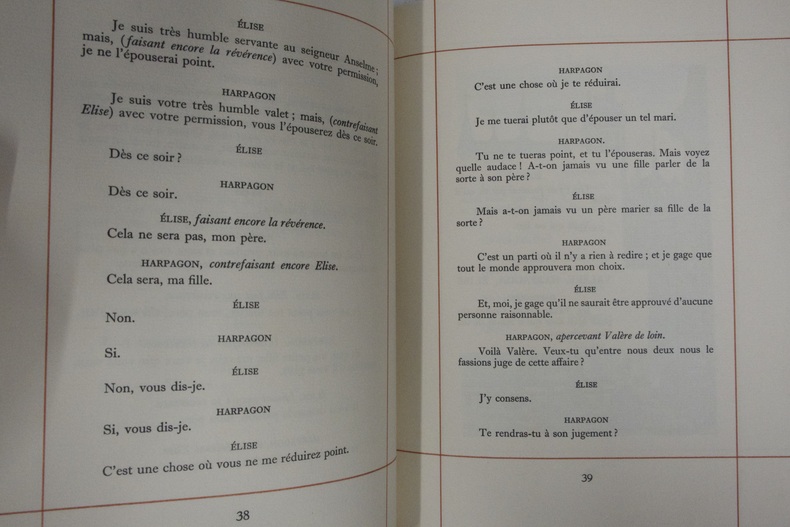 ÉLISE
Je suis très humble servante au seigneur Anselme ;
mais, (faisant encore la révérence) avec votre permission,
je ne l'épouserai point.
HARPAGON
Je suis votre très humble valet ; mais, (contrefaisant
Elise) avec votre permission, vous l'épouserez dès ce soir.
ÉLISE
Dès ce soir ?
HARPAGON
Dès ce soir.
ÉLISE, faisant encore la révérence.
Cela ne sera pas, mon père.
HARPAGON, contrefaisant encore Elise.
Cela sera, ma fille.
ÉLISE
Non.
HARPAGON
Si.
ÉLISE
Non, vous dis-je.
HARPAGON
Si, vous dis-je.
ÉLISE
C'est une chose où vous ne me réduirez point.
38
HARPAGON
C'est une chose où je te réduirai.
ÉLISE
Je me tuerai plutôt que d'épouser un tel mari.
HARPAGON.
Tu ne te tueras point, et tu l'épouseras. Mais voyez
quelle audace ! A-t-on jamais vu une fille parler de la
sorte à son père ?
ÉLISE
Mais a-t-on jamais vu un père marier sa fille de la
sorte ?
HARPAGON
C'est un parti où il n'y a rien à redire ; et je gage que
tout le monde approuvera mon choix.
ÉLISE
Et, moi, je gage qu'il ne saurait être approuvé d'aucune
personne raisonnable.
HARPAGON, apercevant Valère de loin.
Voilà Valère. Veux-tu qu'entre nous deux nous le
fassions juge de cette affaire ?
ÉLISE
J'y consens.
HARPAGON
Te rendras-tu à son jugement ?
39